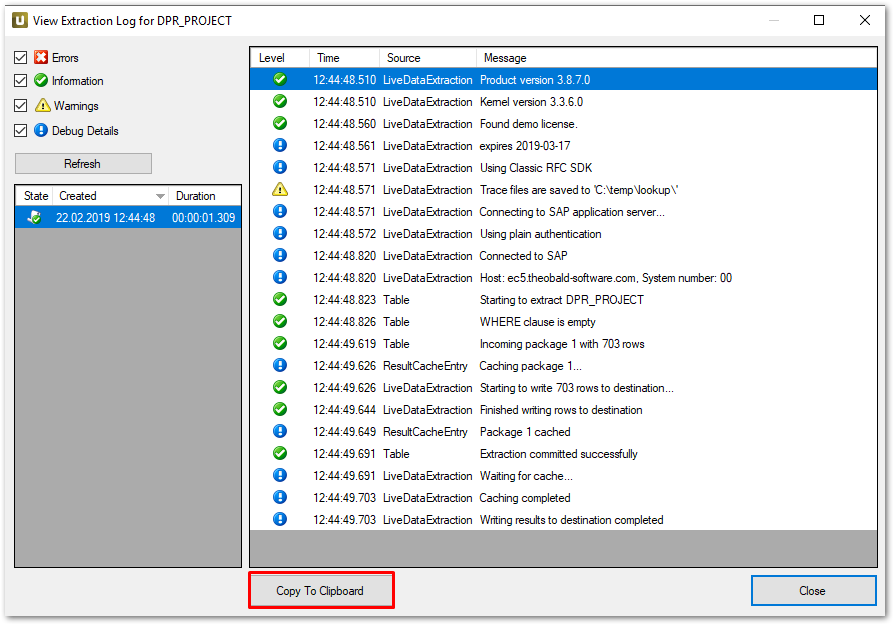 View Extraction Log for DPR_PROJECT
Errors
Information
Warnings
Debug Details
Refresh
State Created Duration
22.02.2019 12:44:48 00:00:01.309
Level Time Source Message
12:44:48.510 LiveDataExtraction Product version 3.8.7.0
12:44:48.510 LiveDataExtraction Kernel version 3.3.6.0
12:44:48.560 LiveDataExtraction Found demo license.
12:44:48.561 LiveDataExtraction expires 2019-03-17
12:44:48.571 LiveDataExtraction Using Classic RFC SDK
12:44:48.571 LiveDataExtraction Trace files are saved to 'C:\temp\lookup\'
12:44:48.571 LiveDataExtraction Connecting to SAP application server...
12:44:48.572 LiveDataExtraction Using plain authentication
12:44:48.820 LiveDataExtraction Connected to SAP
12:44:48.820 LiveDataExtraction Host: ec5.theobald-software.com, System number: 00
12:44:48.823 Table Starting to extract DPR_PROJECT
12:44:48.826 Table WHERE clause is empty
12:44:49.619 Table Incoming package 1 with 703 rows
12:44:49.626 ResultCacheEntry Caching package 1...
12:44:49.626 LiveDataExtraction Starting to write 703 rows to destination...
12:44:49.644 LiveDataExtraction Finished writing rows to destination
12:44:49.649 ResultCacheEntry Package 1 cached
12:44:49.691 Table Extraction committed successfully
12:44:49.691 LiveDataExtraction Waiting for cache...
12:44:49.703 LiveDataExtraction Caching completed
12:44:49.703 LiveDataExtraction Writing results to destination completed
Copy To Clipboard
Close